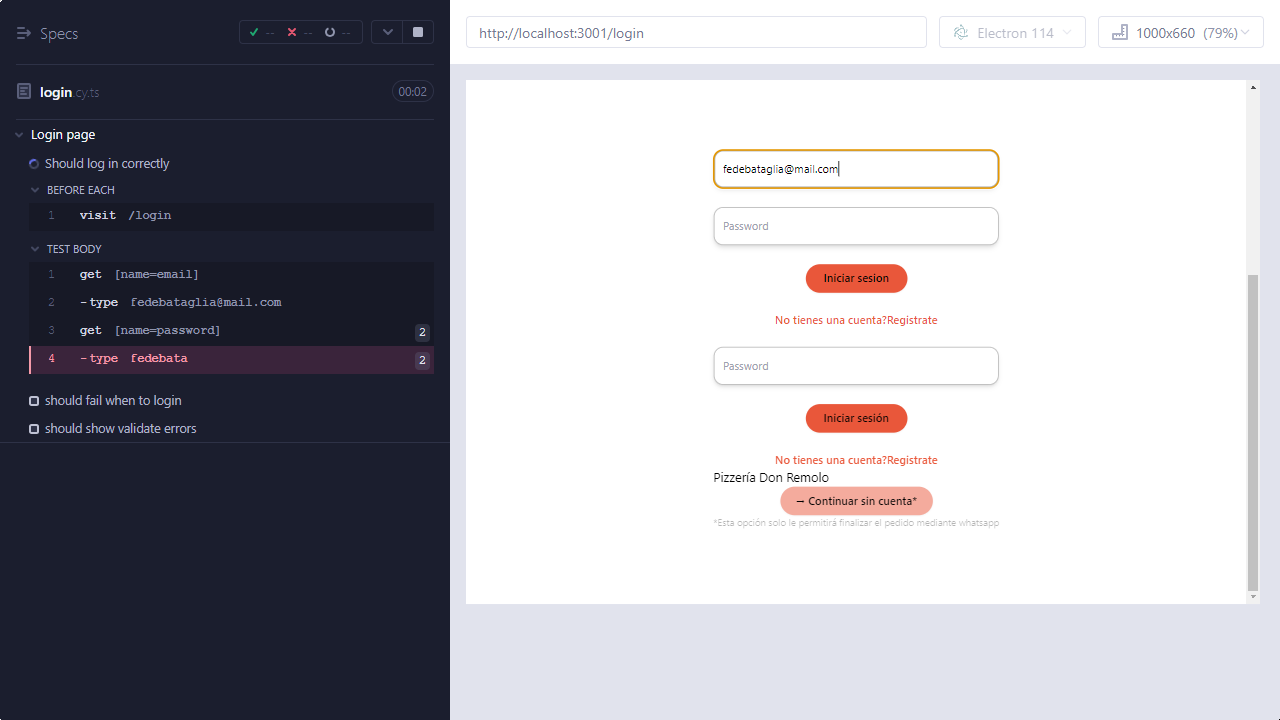 Specs
-- -- --
login.cy.ts
00:02
Login page
Should log in correctly
BEFORE EACH
1 visit /login
TEST BODY
1 get [name=email]
2 -type fedebataglia@mail.com
3 get [name=password] 2
4 -type fedebata 2
should fail when to login
should show validate errors
http://localhost:3001/login
Electron 114
1000x660 (79%)
fedebataglia@mail.com
Password
Iniciar sesion
No tienes una cuenta?Registrate
Password
Iniciar sesión
No tienes una cuenta?Registrate
Pizzería Don Remolo
→ Continuar sin cuenta*
*Esta opción solo le permitirá finalizar el pedido mediante whatsapp